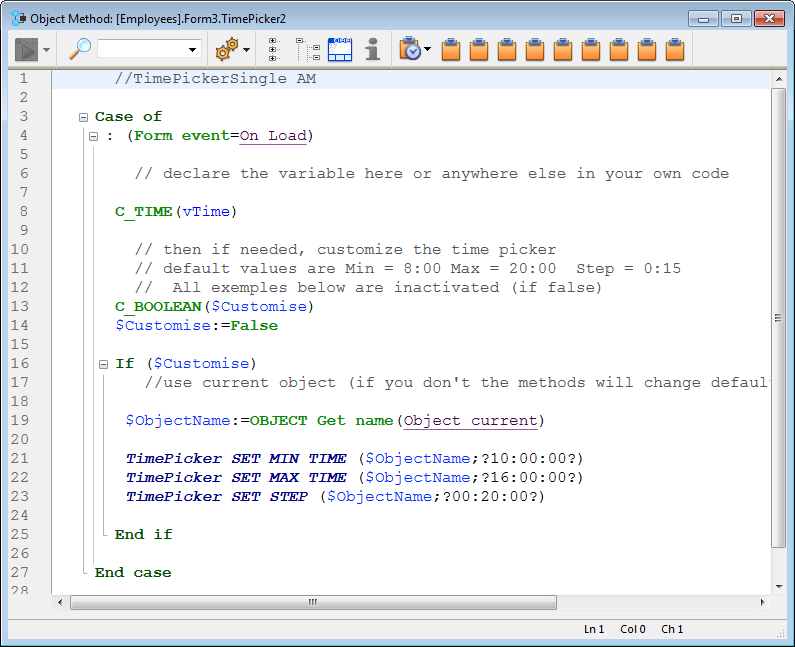 Object Method: [Employees].Form3.TimePicker2
1 //TimePickerSingle AM
2
3 Case of
4 : (Form event=On Load)
5
6 // declare the variable here or anywhere else in your own code
7
8 C_TIME(vTime)
9
10 // then if needed, customize the time picker
11 // default values are Min = 8:00 Max = 20:00  Step = 0:15
12 //  All exemples below are inactivated (if false)
13 C_BOOLEAN($Customise)
14 $Customise:=False
15
16 If ($Customise)
17 //use current object (if you don't the methods will change defaul
18
19 $ObjectName:=OBJECT Get name(Object current)
20
21 TimePicker SET MIN TIME ($ObjectName;?10:00:00?)
22 TimePicker SET MAX TIME ($ObjectName;?16:00:00?)
23 TimePicker SET STEP ($ObjectName;?00:20:00?)
24
25 End if
26
27 End case
28
Ln 1 Col 0 Ch 1